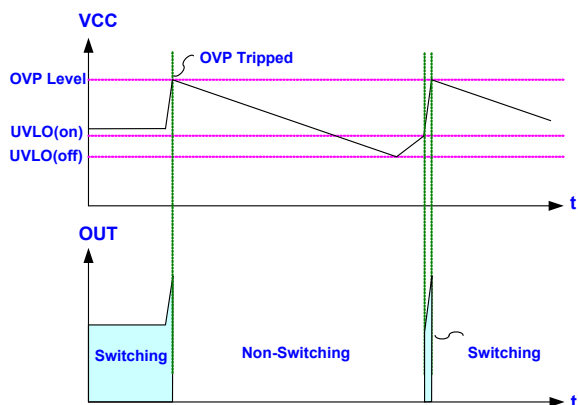 VCC
OVP Tripped
OVP Level
UVLO(on)
UVLO(off)
t
OUT
Switching
Non-Switching
Switching
t